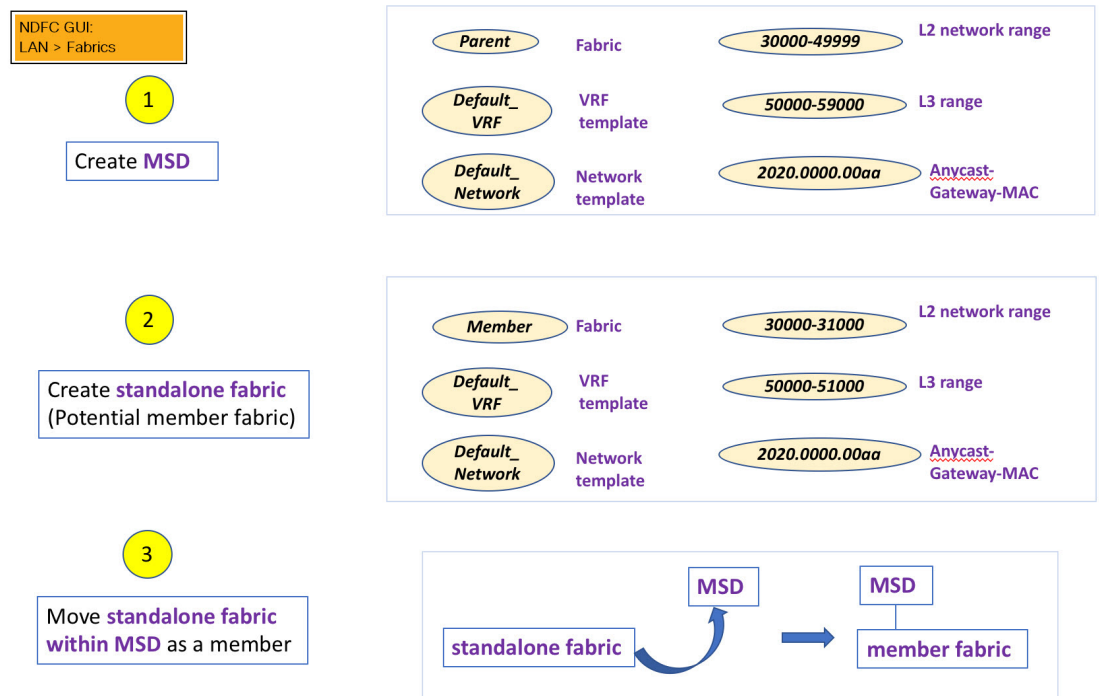 NDFC GUI:
LAN > Fabrics
1
Create MSD
Parent
Fabric
30000-49999
L2 network range
Default_
VRF
VRF
template
50000-59000
L3 range
Default_
Network
Network
template
2020.0000.00aa
Anycast-
Gateway-MAC
2
Create standalone fabric
(Potential member fabric)
Member
Fabric
30000-31000
L2 network range
Default_
VRF
VRF
template
50000-51000
L3 range
Default_
Network
Network
template
2020.0000.00aa
Anycast-
Gateway-MAC
3
Move standalone fabric
within MSD as a member
standalone fabric
MSD
MSD
member fabric